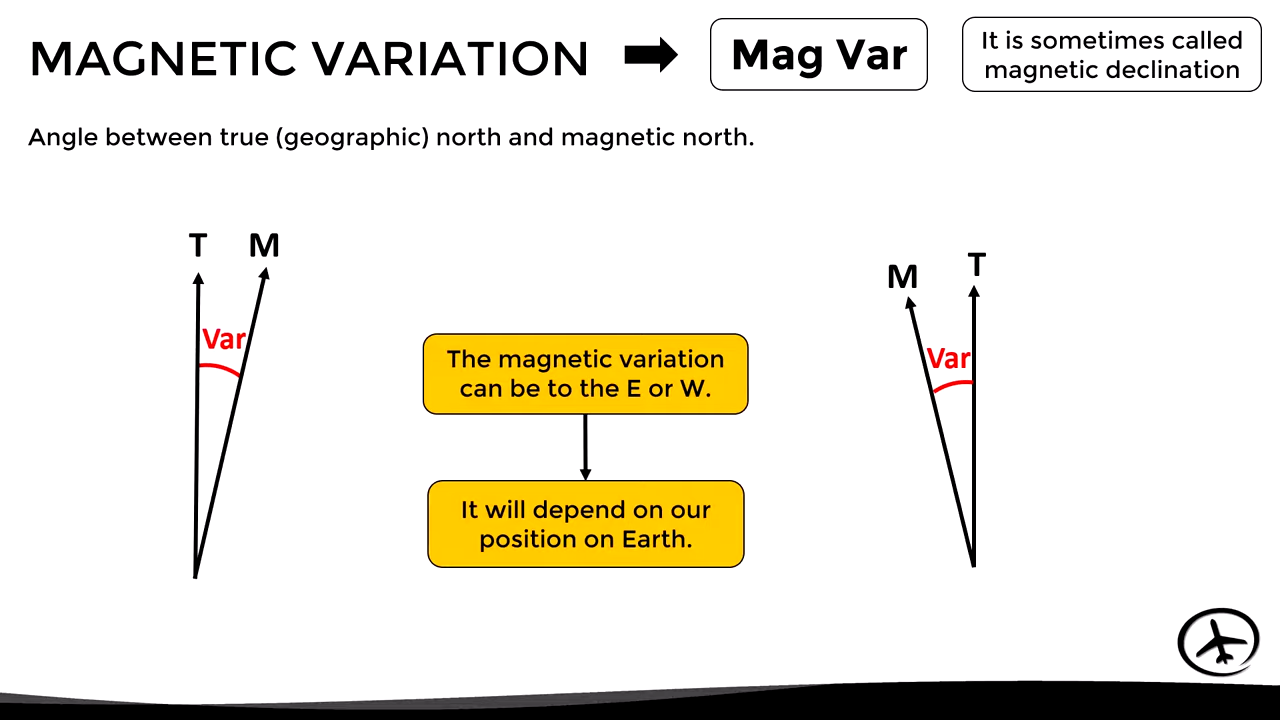 MAGNETIC VARIATION
Mag Var
It is sometimes called
magnetic declination
Angle between true (geographic) north and magnetic north.
T M
Var
The magnetic variation
can be to the E or W.
It will depend on our
position on Earth.
M T
Var